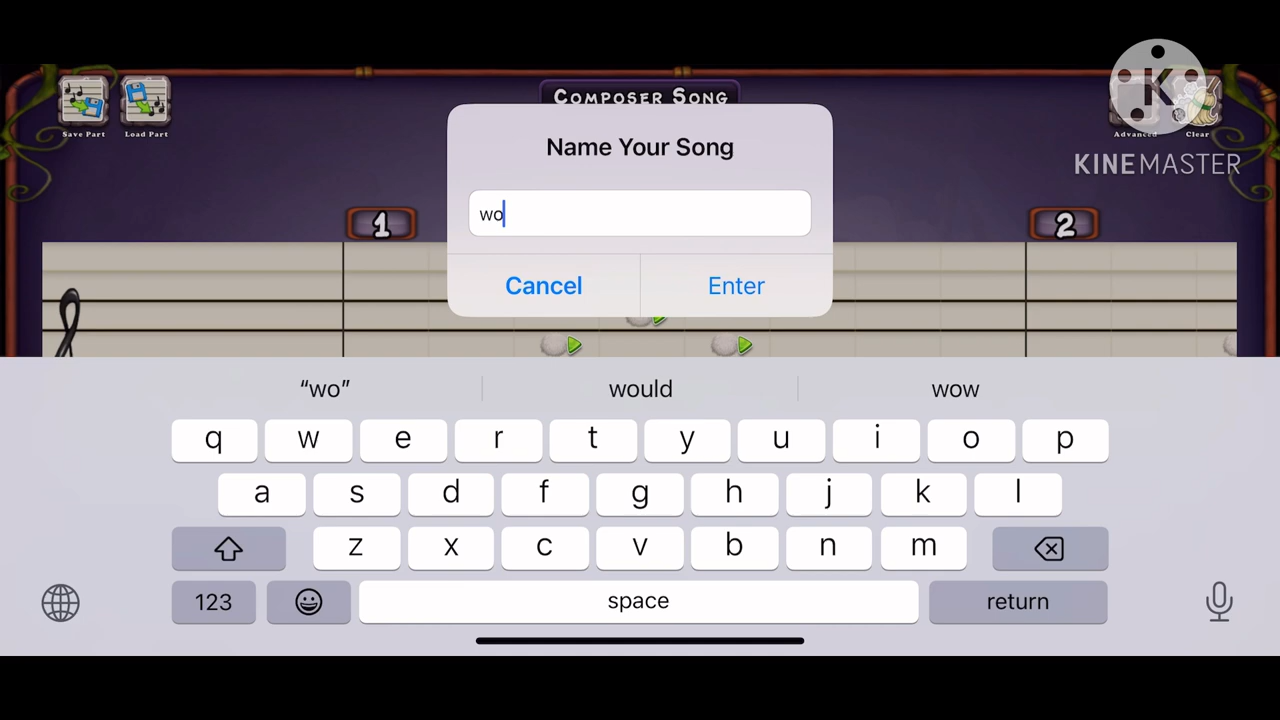 COMPOSER SONG
Save Part
Load Part
Advanced
Clear
K
KINEMASTER
Name Your Song
wo
Cancel
Enter
1
2
“wo”
would
wow
q w e r t y u i o p
a s d f g h j k l
z x c v b n m
123
space
return